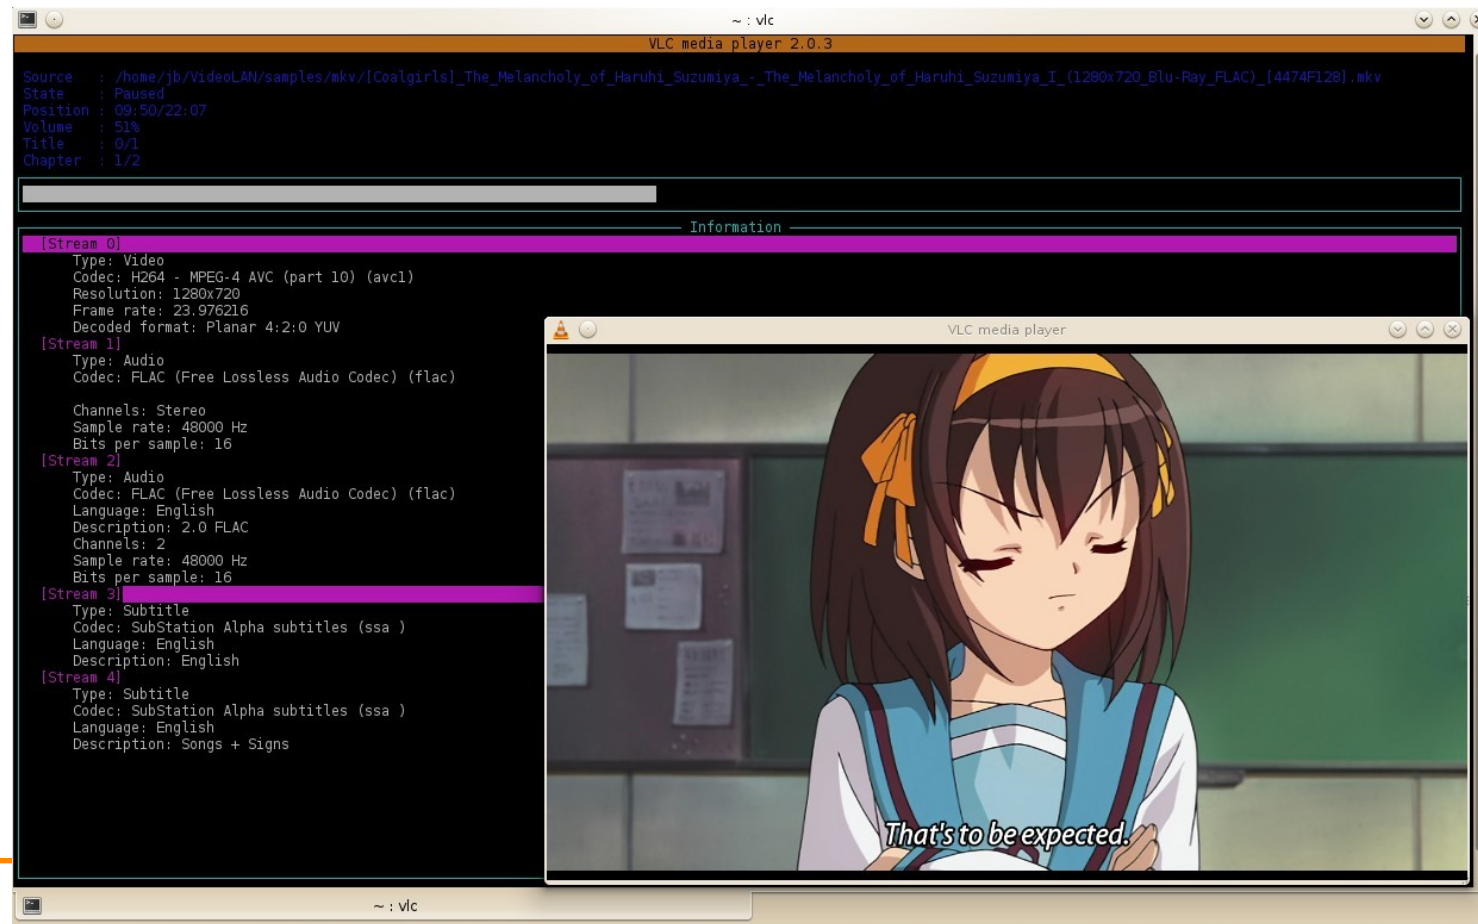 ~ : vlc
VLC media player 2.0.3
Source : /home/jb/VideoLAN/samples/mkv/[Coalgirls]_The_Melancholy_of_Haruhi_Suzumiya_-_The_Melancholy_of_Haruhi_Suzumiya_I_(1280x720_Blu-Ray_FLAC)_[4474F128].mkv
State : Paused
Position : 09:50/22:07
Volume : 51%
Title : 0/1
Chapter : 1/2
Information
[Stream 0]
Type: Video
Codec: H264 - MPEG-4 AVC (part 10) (avc1)
Resolution: 1280x720
Frame rate: 23.976216
Decoded format: Planar 4:2:0 YUV
[Stream 1]
Type: Audio
Codec: FLAC (Free Lossless Audio Codec) (flac)
Channels: Stereo
Sample rate: 48000 Hz
Bits per sample: 16
[Stream 2]
Type: Audio
Codec: FLAC (Free Lossless Audio Codec) (flac)
Language: English
Description: 2.0 FLAC
Channels: 2
Sample rate: 48000 Hz
Bits per sample: 16
[Stream 3]
Type: Subtitle
Codec: SubStation Alpha subtitles (ssa )
Language: English
Description: English
[Stream 4]
Type: Subtitle
Codec: SubStation Alpha subtitles (ssa )
Language: English
Description: Songs + Signs
VLC media player
That's to be expected.
~ : vlc